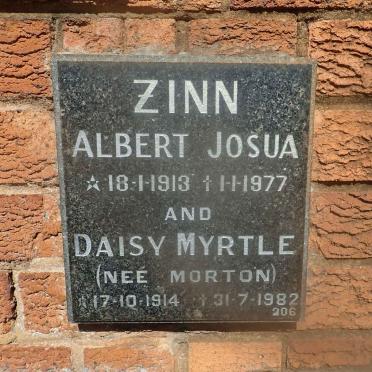 ZINN
ALBERT JOSUA
☆ 18-1-1913 † 1-1-1977
AND
DAISY MYRTLE
(NEÉ MORTON)
☆ 17-10-1914 † 31-7-1982
206